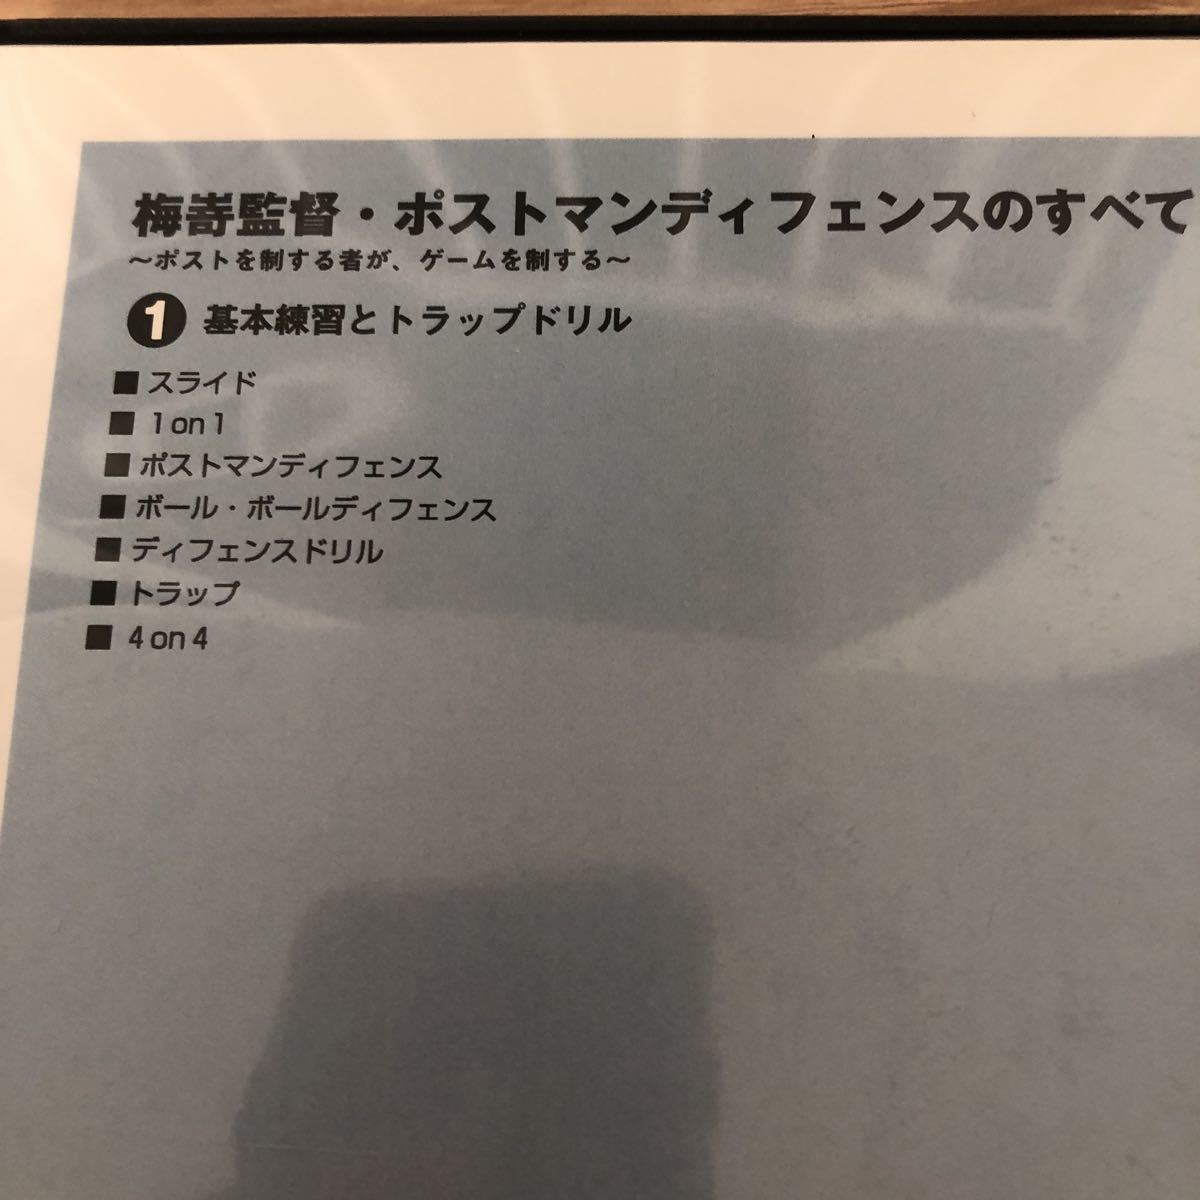 梅嵜監督・ポストマンディフェンスのすべて
～ポストを制する者が、ゲームを制する～
1 基本練習とトラップドリル
■ スライド
■ 1on1
■ ポストマンディフェンス
■ ボール・ボールディフェンス
■ ディフェンスドリル
■ トラップ
■ 4on4